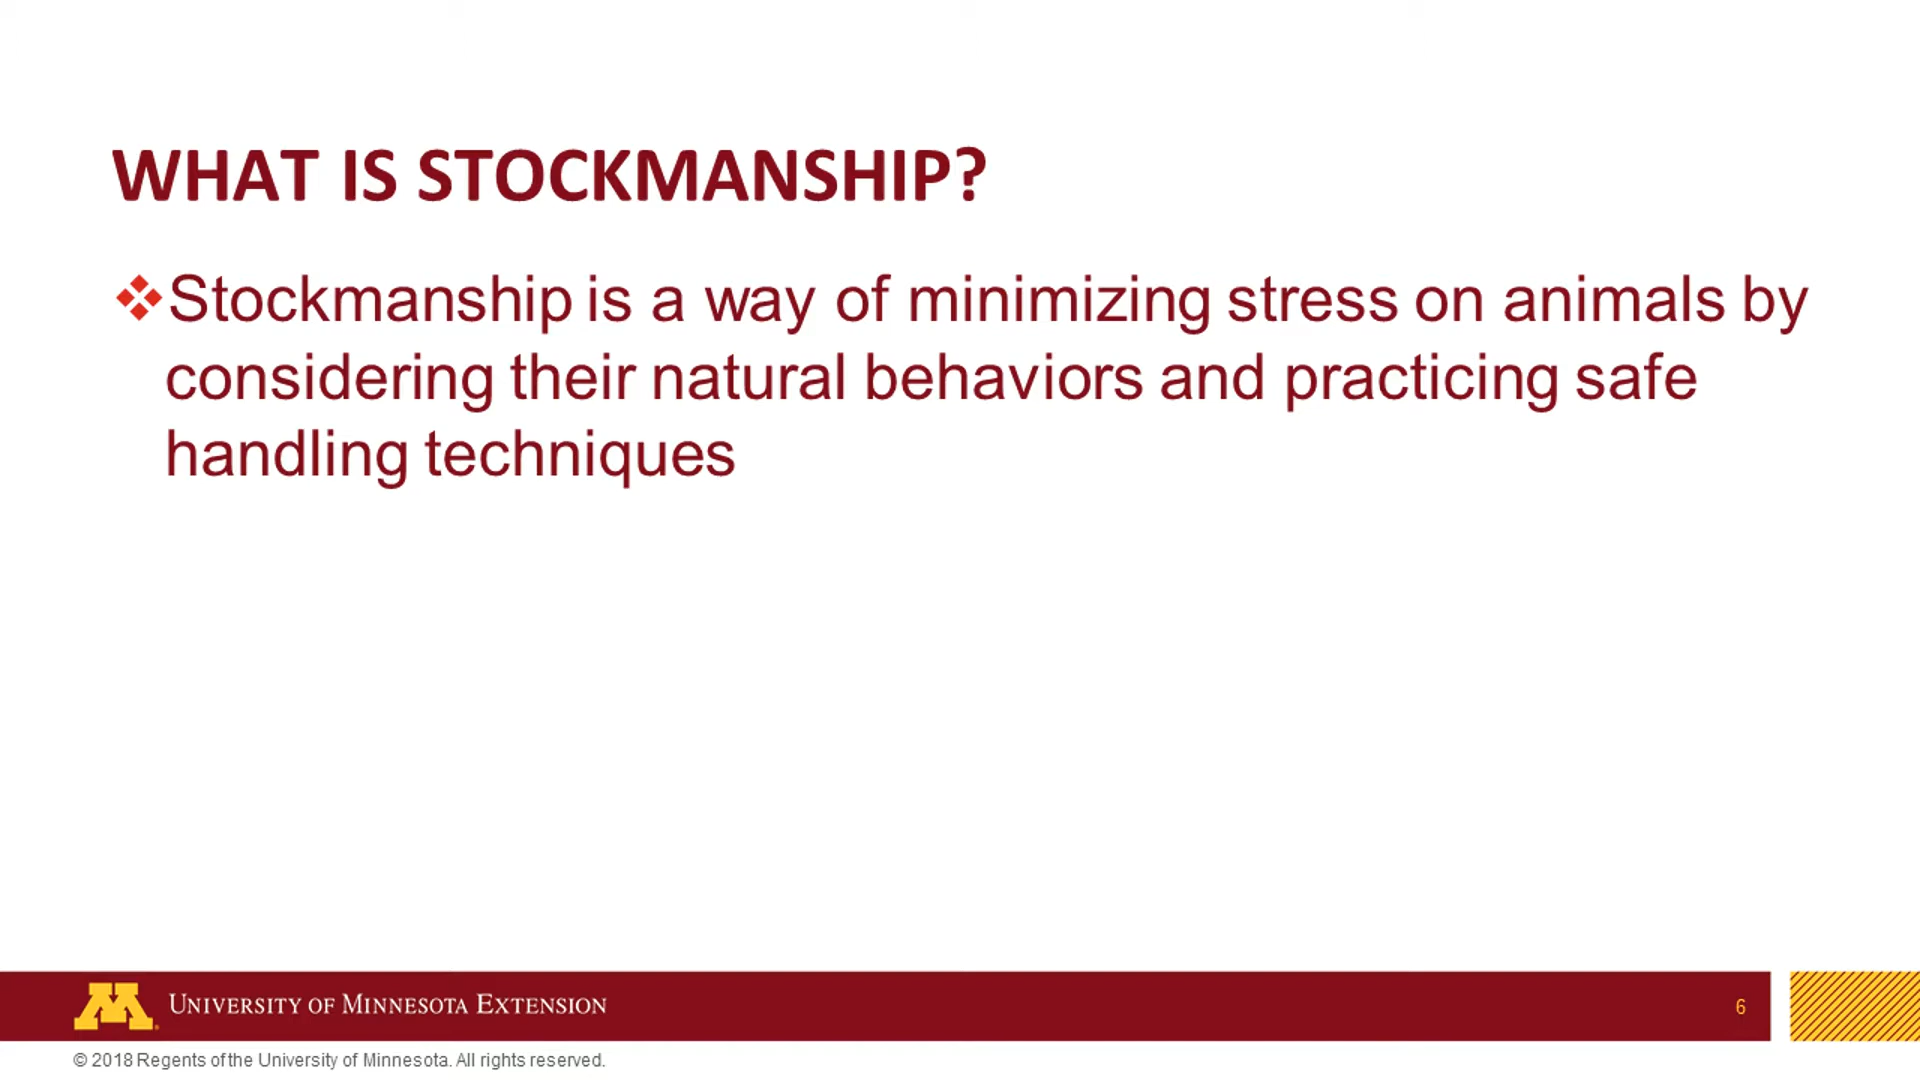 WHAT IS STOCKMANSHIP?
❖Stockmanship is a way of minimizing stress on animals by
considering their natural behaviors and practicing safe
handling techniques
M
UNIVERSITY OF MINNESOTA EXTENSION
6
© 2018 Regents of the University of Minnesota. All rights reserved.